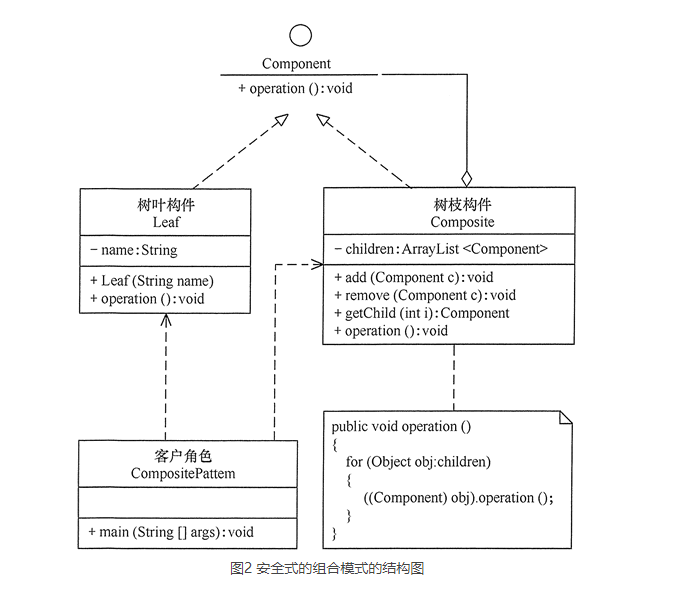 Component
+ operation ():void
树叶构件
Leaf
- name:String
+ Leaf (String name)
+ operation ():void
树枝构件
Composite
- children:ArrayList <Component>
+ add (Component c):void
+ remove (Component c):void
+ getChild (int i):Component
+ operation ():void
客户角色
CompositePattem
+ main (String [] args):void
public void operation ()
{
for (Object obj:children)
{
((Component) obj).operation ();
}
}
图2 安全式的组合模式的结构图